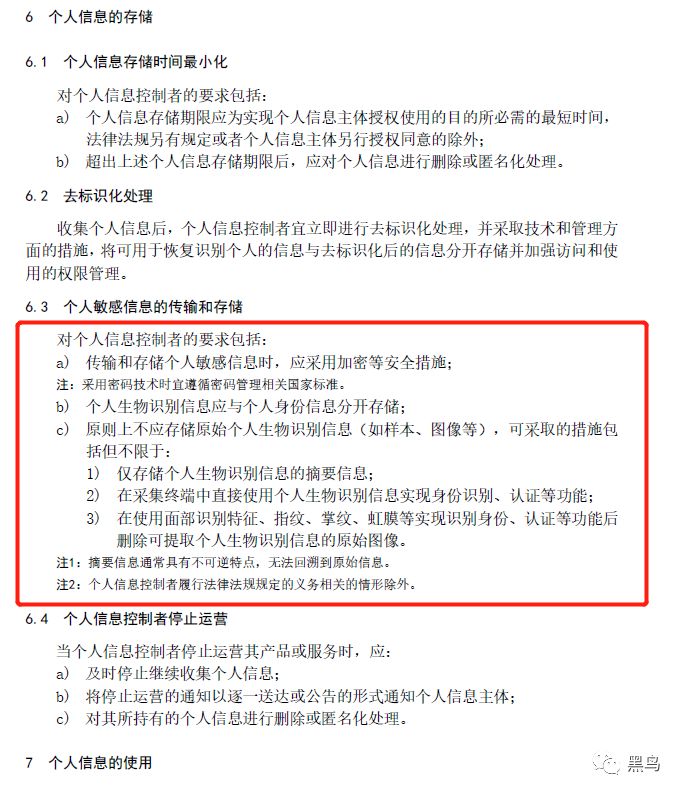 6 个人信息的存储
6.1 个人信息存储时间最小化
对个人信息控制者的要求包括：
a) 个人信息存储期限应为实现个人信息主体授权使用的目的所必需的最短时间，
法律法规另有规定或者个人信息主体另行授权同意的除外；
b) 超出上述个人信息存储期限后，应对个人信息进行删除或匿名化处理。
6.2 去标识化处理
收集个人信息后，个人信息控制者宜立即进行去标识化处理，并采取技术和管理方
面的措施，将可用于恢复识别个人的信息与去标识化后的信息分开存储并加强访问和使
用的权限管理。
6.3 个人敏感信息的传输和存储
对个人信息控制者的要求包括：
a) 传输和存储个人敏感信息时，应采用加密等安全措施；
注：采用密码技术时宜遵循密码管理相关国家标准。
b) 个人生物识别信息应与个人身份信息分开存储；
c) 原则上不应存储原始个人生物识别信息（如样本、图像等），可采取的措施包
括但不限于：
1) 仅存储个人生物识别信息的摘要信息；
2) 在采集终端中直接使用个人生物识别信息实现身份识别、认证等功能；
3) 在使用面部识别特征、指纹、掌纹、虹膜等实现识别身份、认证等功能后
删除可提取个人生物识别信息的原始图像。
注1：摘要信息通常具有不可逆特点，无法回溯到原始信息。
注2：个人信息控制者履行法律法规规定的义务相关的情形除外。
6.4 个人信息控制者停止运营
当个人信息控制者停止运营其产品或服务时，应：
a) 及时停止继续收集个人信息；
b) 将停止运营的通知以逐一送达或公告的形式通知个人信息主体；
c) 对其所持有的个人信息进行删除或匿名化处理。
7 个人信息的使用
黑鸟